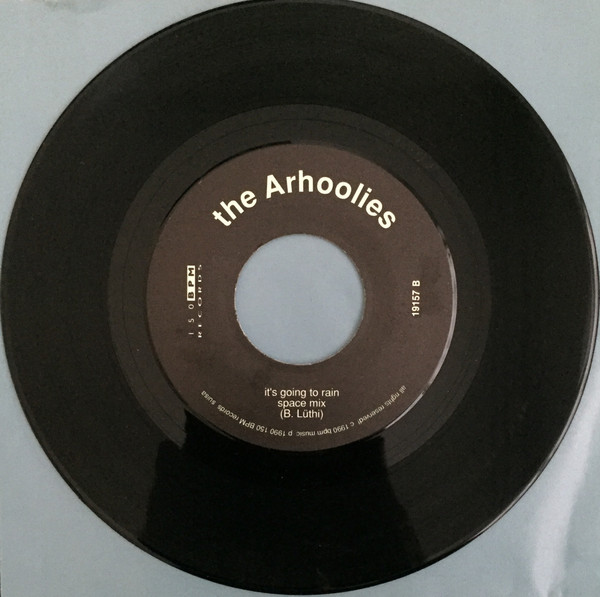 the Arhoolies
150 BPM
RECORDS
19157 B
it's going to rain
space mix
(B. Lüthi)
all rights reserved! c 1990 bpm music. p 1990 150 BPM records suisa